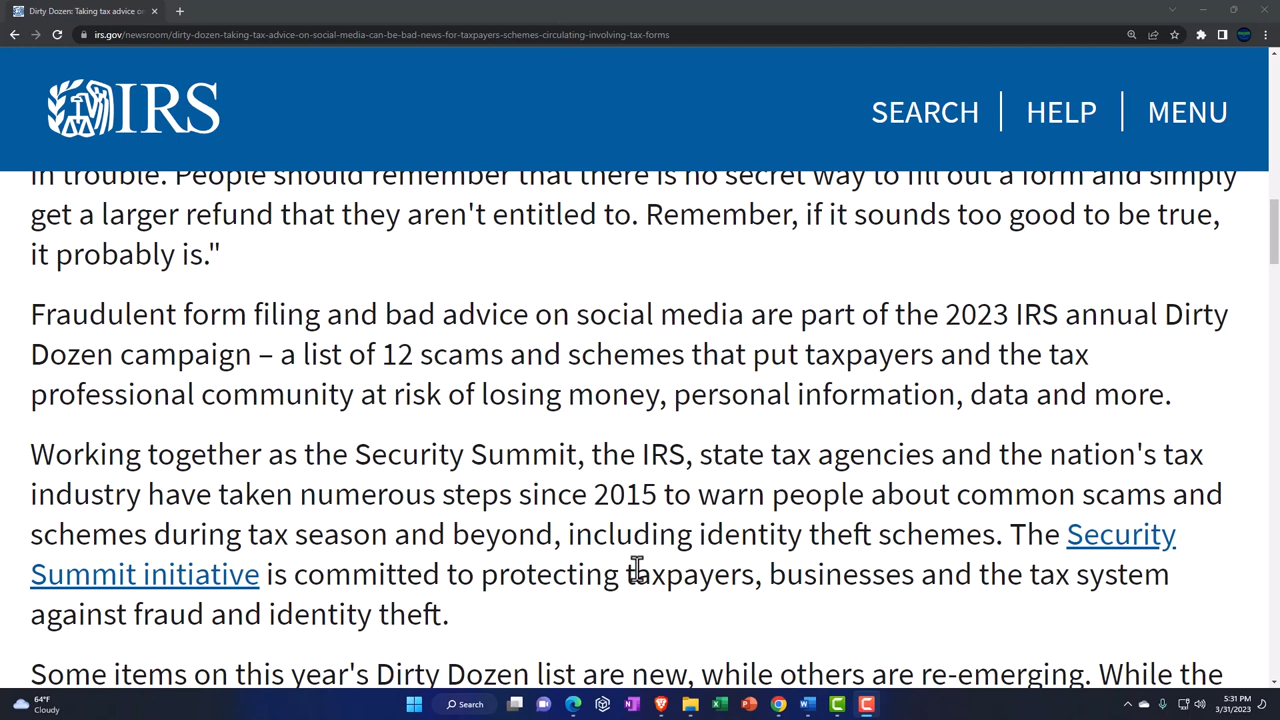 Dirty Dozen: Taking tax advice on
irs.gov/newsroom/dirty-dozen-taking-tax-advice-on-social-media-can-be-bad-news-for-taxpayers-schemes-circulating-involving-tax-forms
IRS
SEARCH
HELP
MENU
in trouble. People should remember that there is no secret way to fill out a form and simply
get a larger refund that they aren't entitled to. Remember, if it sounds too good to be true,
it probably is."
Fraudulent form filing and bad advice on social media are part of the 2023 IRS annual Dirty
Dozen campaign – a list of 12 scams and schemes that put taxpayers and the tax
professional community at risk of losing money, personal information, data and more.
Working together as the Security Summit, the IRS, state tax agencies and the nation's tax
industry have taken numerous steps since 2015 to warn people about common scams and
schemes during tax season and beyond, including identity theft schemes. The Security
Summit initiative is committed to protecting taxpayers, businesses and the tax system
against fraud and identity theft.
Some items on this year's Dirty Dozen list are new, while others are re-emerging. While the
64°F
Cloudy
Search
5:31 PM
3/31/2023